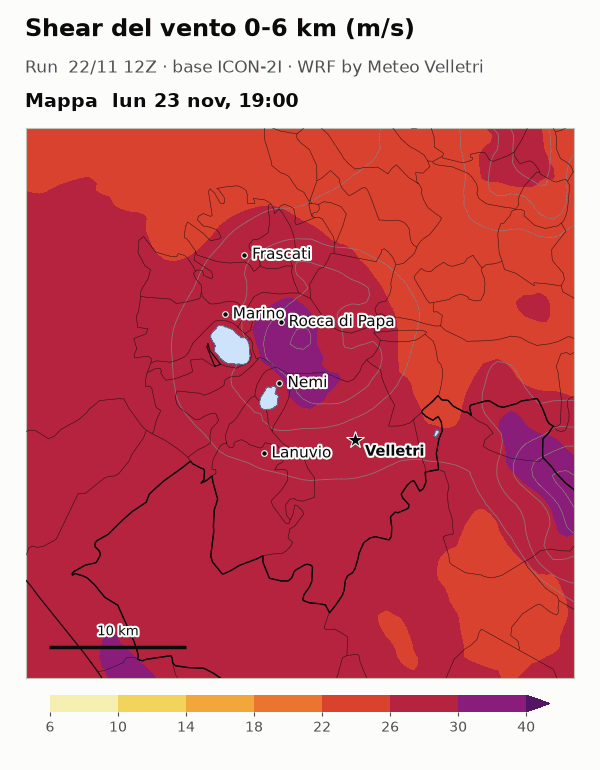 Shear del vento 0-6 km (m/s)
Run 22/11 12Z · base ICON-2I · WRF by Meteo Velletri
Mappa lun 23 nov, 19:00
Frascati
Marino
Rocca di Papa
Nemi
Lanuvio
Velletri
10 km
6 10 14 18 22 26 30 40